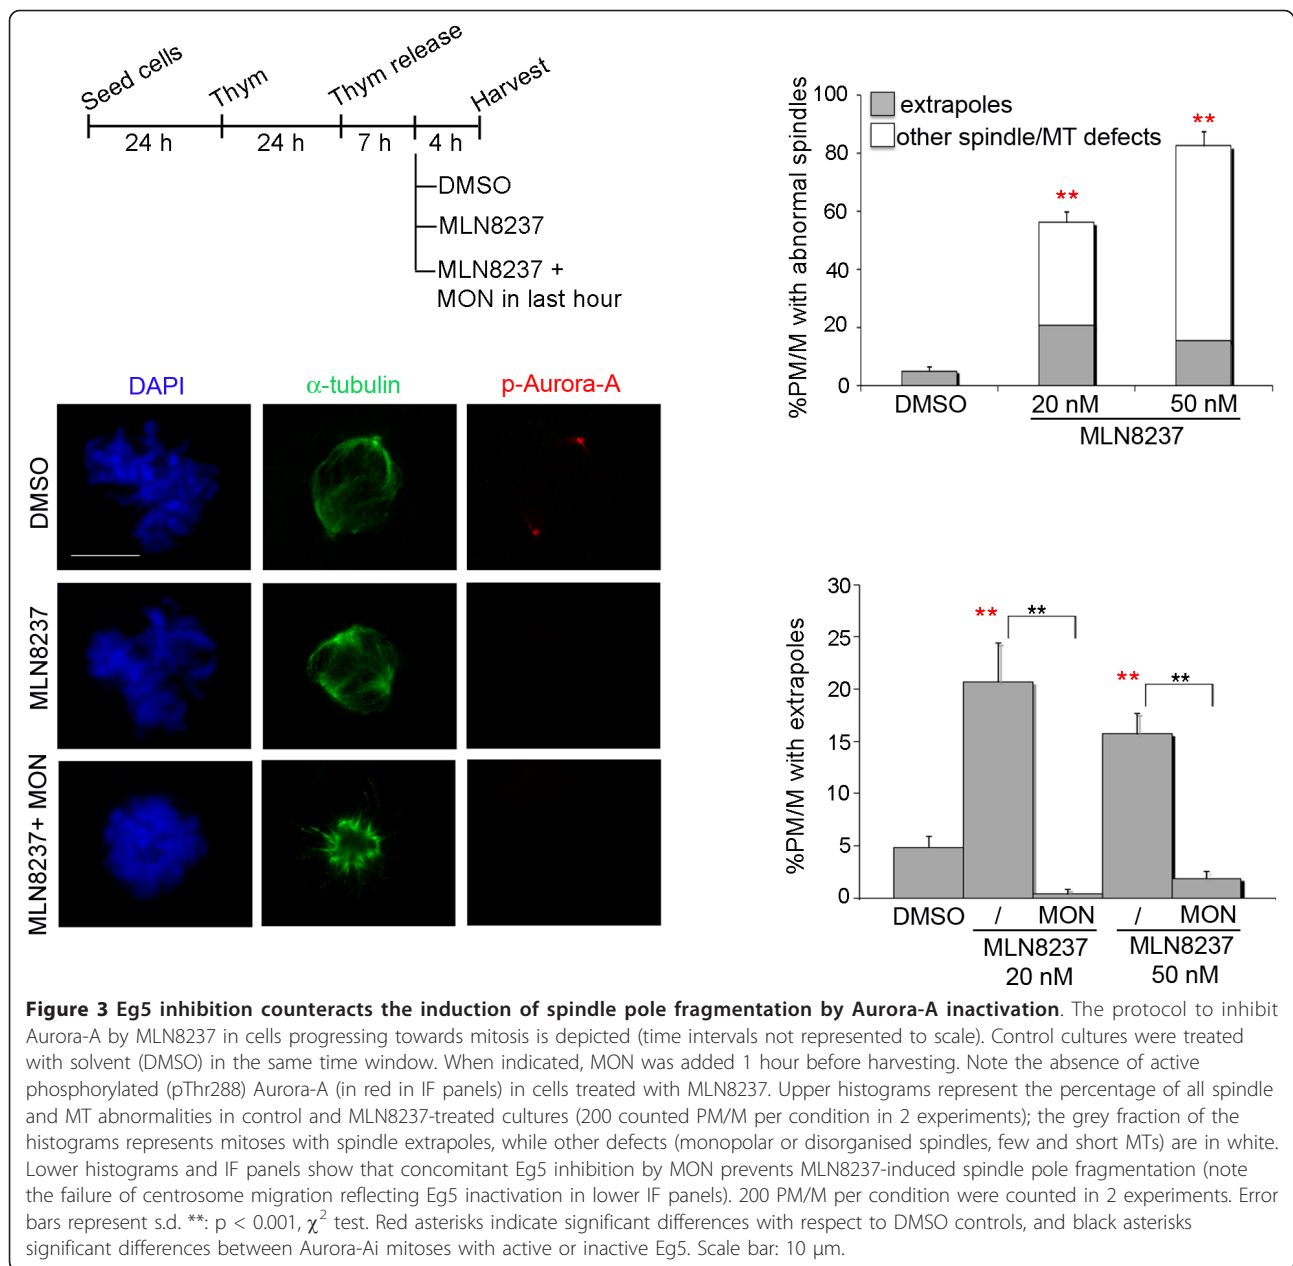 Seed cells
Thym
Thym release
Harvest
24 h
24 h
7 h
4 h
DMSO
MLN8237
MLN8237 +
MON in last hour
%PM/M with abnormal spindles
100
80
60
40
20
0
extrapoles
other spindle/MT defects
**
**
DMSO
20 nM
50 nM
MLN8237
DAPI
α-tubulin
p-Aurora-A
DMSO
MLN8237
MLN8237+ MON
%PM/M with extrapoles
30
25
20
15
10
5
0
**
**
**
**
DMSO
/
MON
/
MON
MLN8237
20 nM
MLN8237
50 nM
Figure 3 Eg5 inhibition counteracts the induction of spindle pole fragmentation by Aurora-A inactivation. The protocol to inhibit
Aurora-A by MLN8237 in cells progressing towards mitosis is depicted (time intervals not represented to scale). Control cultures were treated
with solvent (DMSO) in the same time window. When indicated, MON was added 1 hour before harvesting. Note the absence of active
phosphorylated (pThr288) Aurora-A (in red in IF panels) in cells treated with MLN8237. Upper histograms represent the percentage of all spindle
and MT abnormalities in control and MLN8237-treated cultures (200 counted PM/M per condition in 2 experiments); the grey fraction of the
histograms represents mitoses with spindle extrapoles, while other defects (monopolar or disorganised spindles, few and short MTs) are in white.
Lower histograms and IF panels show that concomitant Eg5 inhibition by MON prevents MLN8237-induced spindle pole fragmentation (note
the failure of centrosome migration reflecting Eg5 inactivation in lower IF panels). 200 PM/M per condition were counted in 2 experiments. Error
bars represent s.d. **: p < 0.001, χ² test. Red asterisks indicate significant differences with respect to DMSO controls, and black asterisks
significant differences between Aurora-Ai mitoses with active or inactive Eg5. Scale bar: 10 μm.